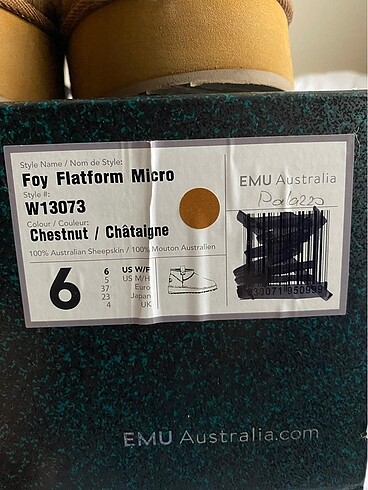 Style Name / Nom de Style:
Foy Flatform Micro
Style #:
W13073
Colour / Couleur:
Chestnut / Châtaigne
100% Australian Sheepskin / 100% Mouton Australien
6
6 US W/F
5 US M/H
37 Euro
23 Japan
4 UK
EMU Australia
EMU Australia.com